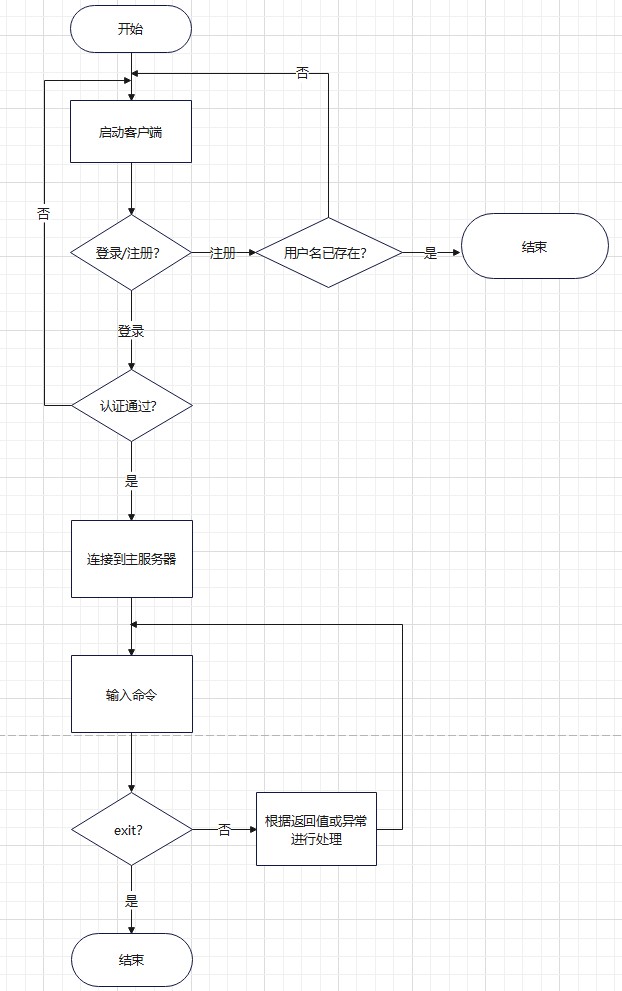 开始
否
启动客户端
否
登录/注册?
注册
用户名已存在?
是
结束
登录
认证通过?
是
连接到主服务器
输入命令
exit?
否
根据返回值或异常
进行处理
是
结束